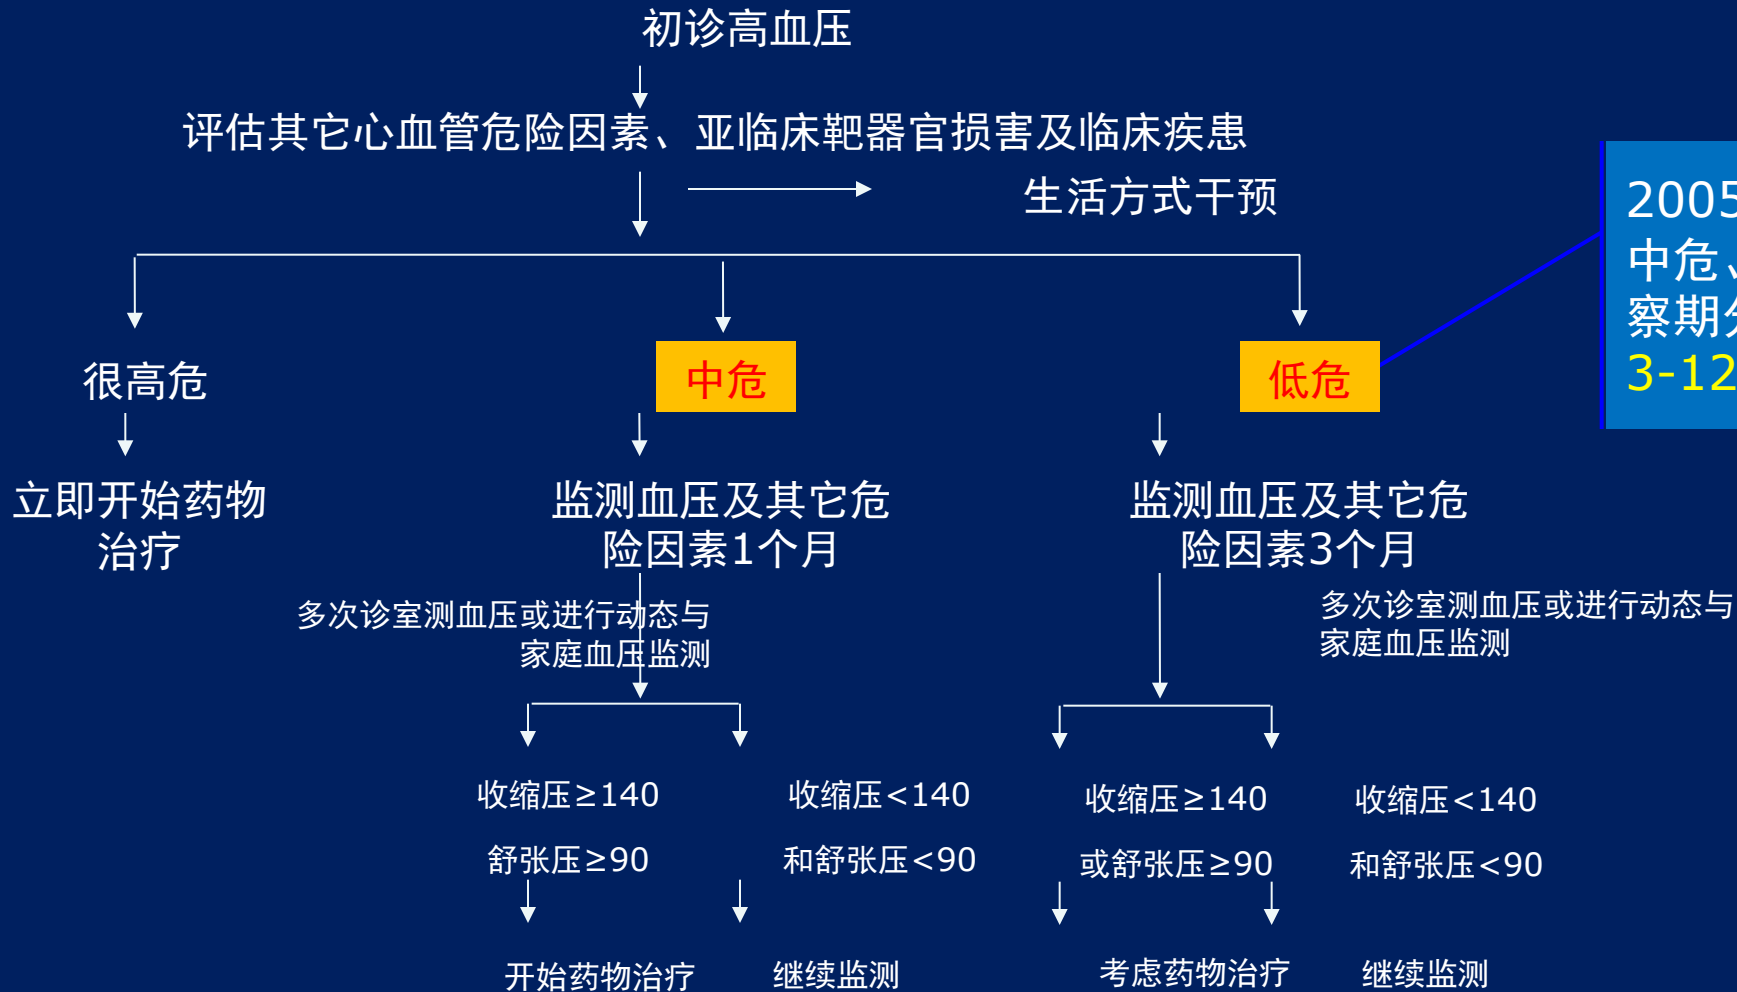 初诊高血压
评估其它心血管危险因素、亚临床靶器官损害及临床疾患
生活方式干预
2005
中危、
察期
3-12
很高危
中危
低危
立即开始药物
治疗
监测血压及其它危
险因素1个月
监测血压及其它危
险因素3个月
多次诊室测血压或进行动态与
家庭血压监测
多次诊室测血压或进行动态与
家庭血压监测
收缩压≥140
舒张压≥90
收缩压<140
和舒张压<90
收缩压≥140
或舒张压≥90
收缩压<140
和舒张压<90
开始药物治疗
继续监测
考虑药物治疗
继续监测